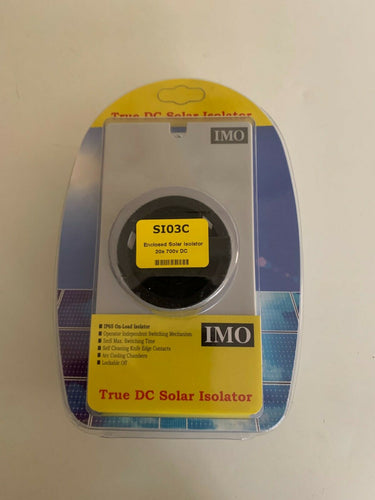 True DC Solar Isolator
IMO
SI03C
Enclosed Solar Isolator
20a 700v DC
IP65 On-Load Isolator
Operator Independent Switching Mechanism
5mS Max. Switching Time
Self Cleaning Knife Edge Contacts
Arc Cooling Chambers
Lockable Off
IMO
True DC Solar Isolator